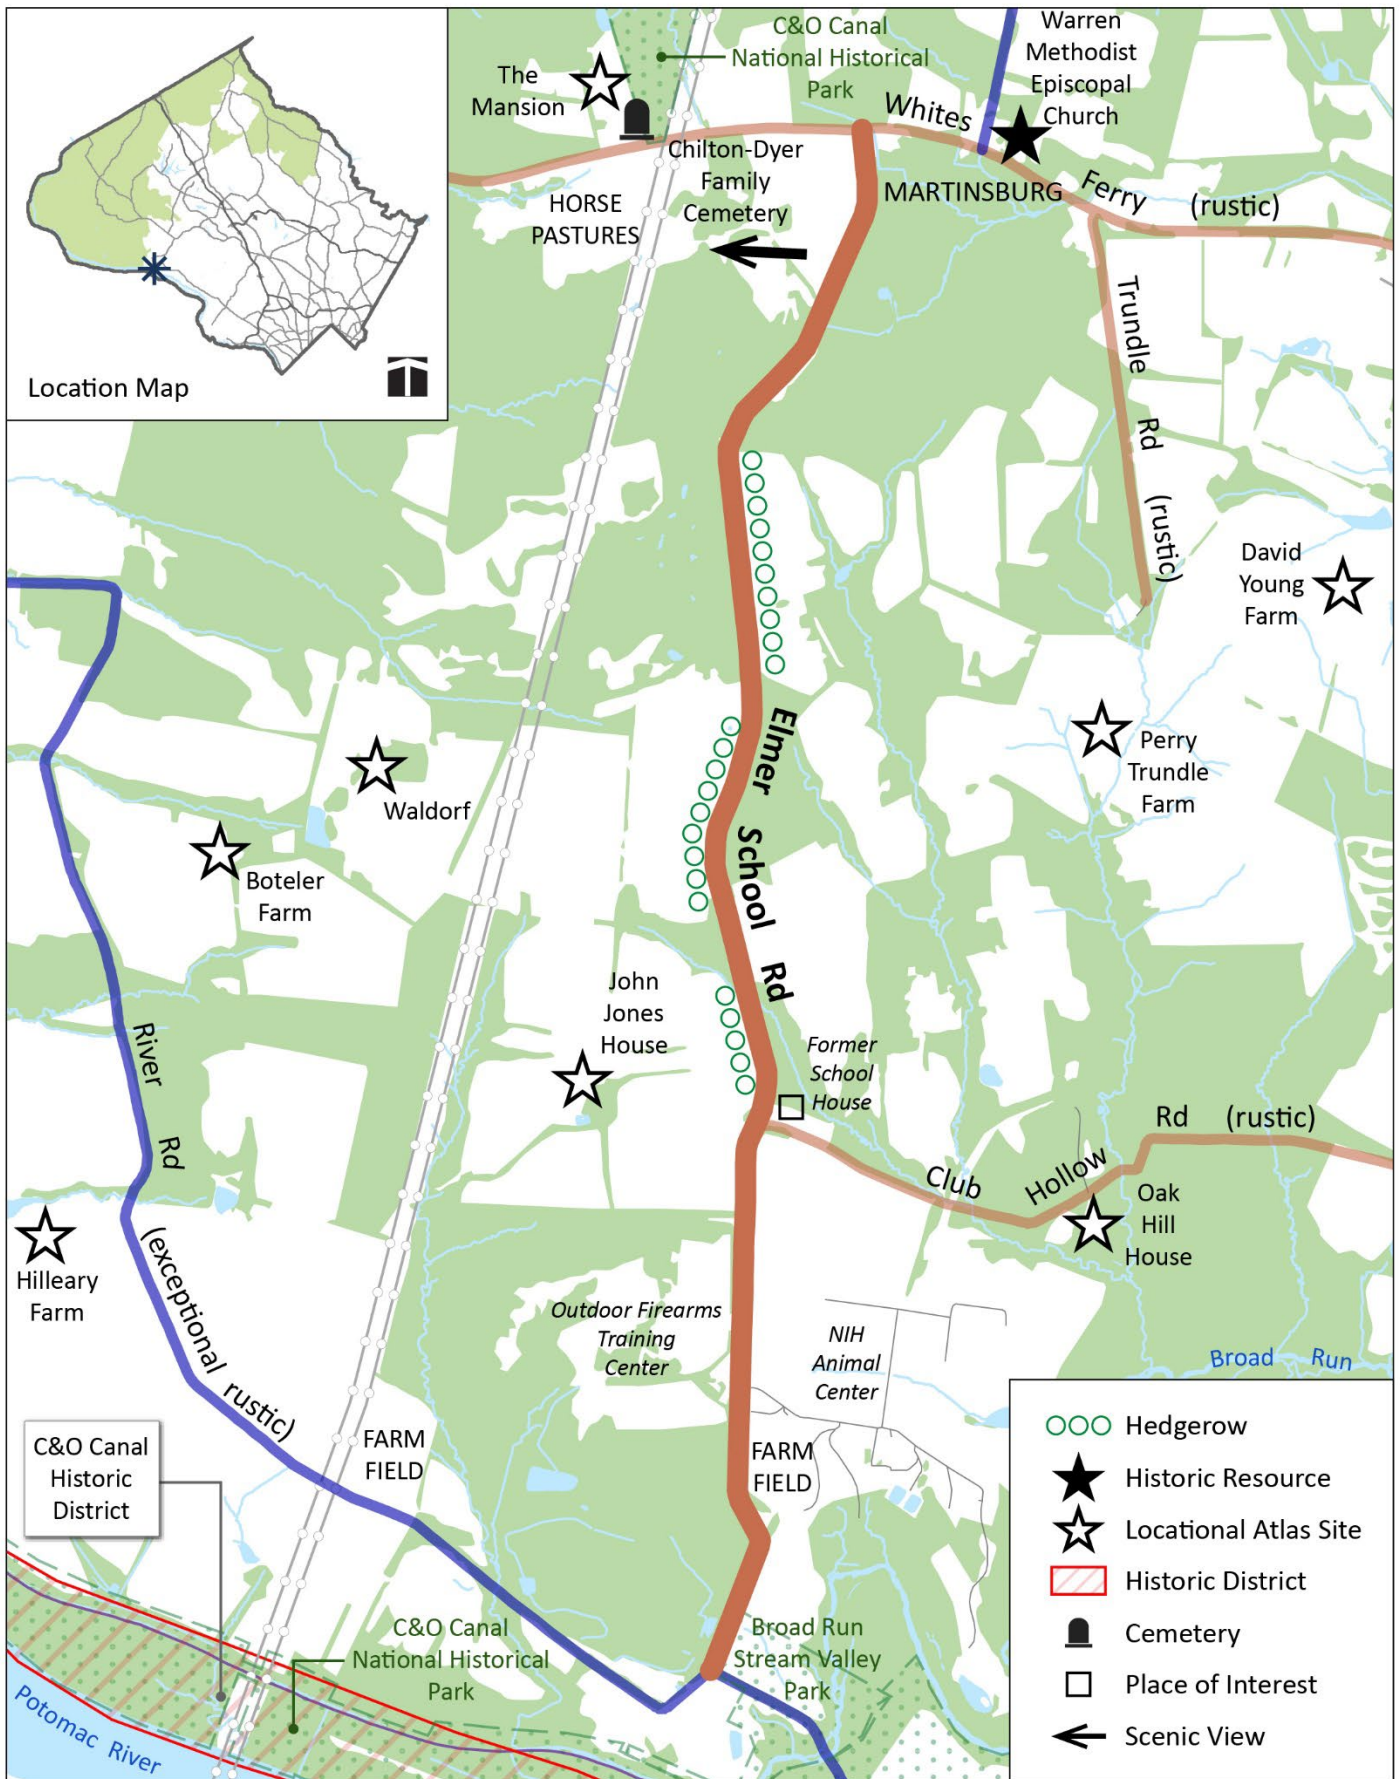 Location Map
The
Mansion
C&O Canal
National Historical
Park
Warren
Methodist
Episcopal
Church
Whites
Ferry
(rustic)
Chilton-Dyer
Family
Cemetery
HORSE
PASTURES
MARTINSBURG
Trundle
Rd
(rustic)
David
Young
Farm
Elmer
School
Rd
Perry
Trundle
Farm
Waldorf
Boteler
Farm
John
Jones
House
River
Rd
(exceptional
rustic)
Former
School
House
Club
Hollow
Rd
(rustic)
Oak
Hill
House
Hilleary
Farm
Outdoor Firearms
Training
Center
NIH
Animal
Center
Broad Run
FARM
FIELD
FARM
FIELD
C&O Canal
Historic
District
C&O Canal
National Historical
Park
Broad Run
Stream Valley
Park
Potomac River
Hedgerow
Historic Resource
Locational Atlas Site
Historic District
Cemetery
Place of Interest
Scenic View